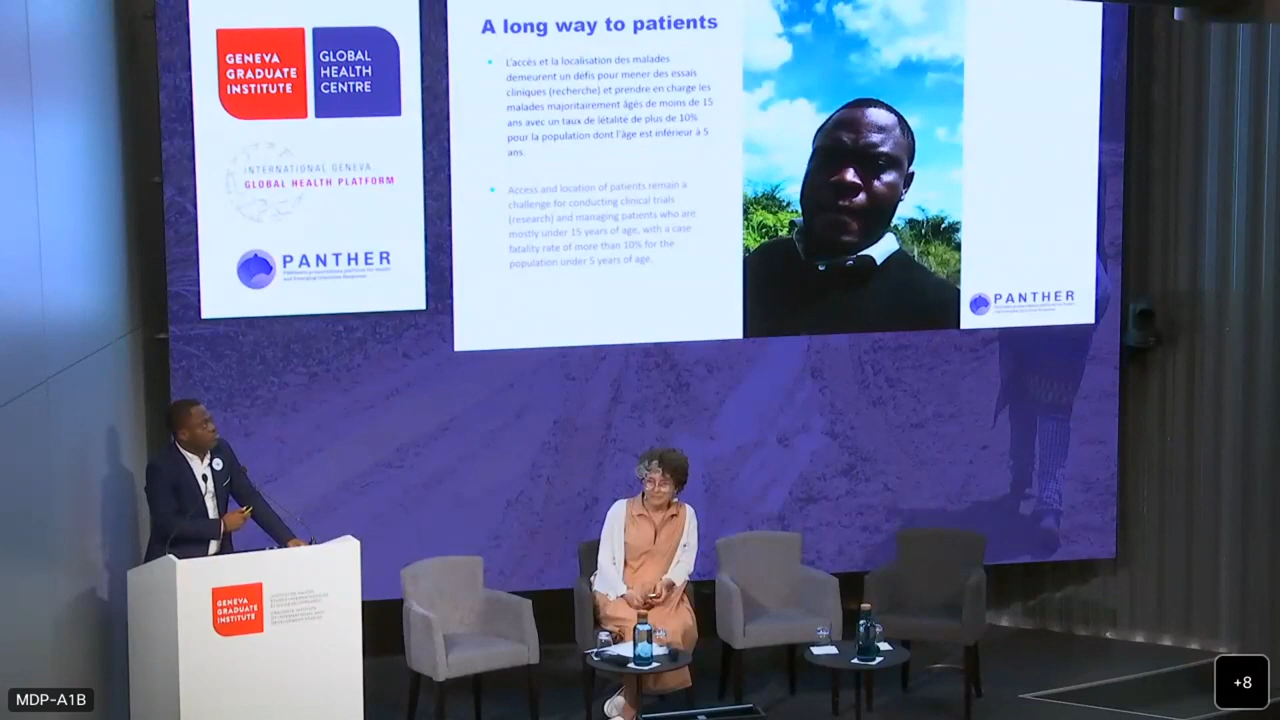 GENEVA
GRADUATE
INSTITUTE
GLOBAL
HEALTH
CENTRE
INTERNATIONAL GENEVA
GLOBAL HEALTH PLATFORM
PANTHER
A long way to patients
L'accès et la localisation des malades
demeurent un défis pour mener des essais
cliniques (recherche) et prendre en charge les
malades majoritairement âgés de moins de 15
ans avec un taux de létalité de plus de 10%
pour la population dont l'âge est inférieur à 5
ans.
Access and location of patients remain a
challenge for conducting clinical trials
(research) and managing patients who are
mostly under 15 years of age, with a case
fatality rate of more than 10% for the
population under 5 years of age.
PANTHER
GENEVA
GRADUATE
INSTITUTE
MDP-A1B
+8